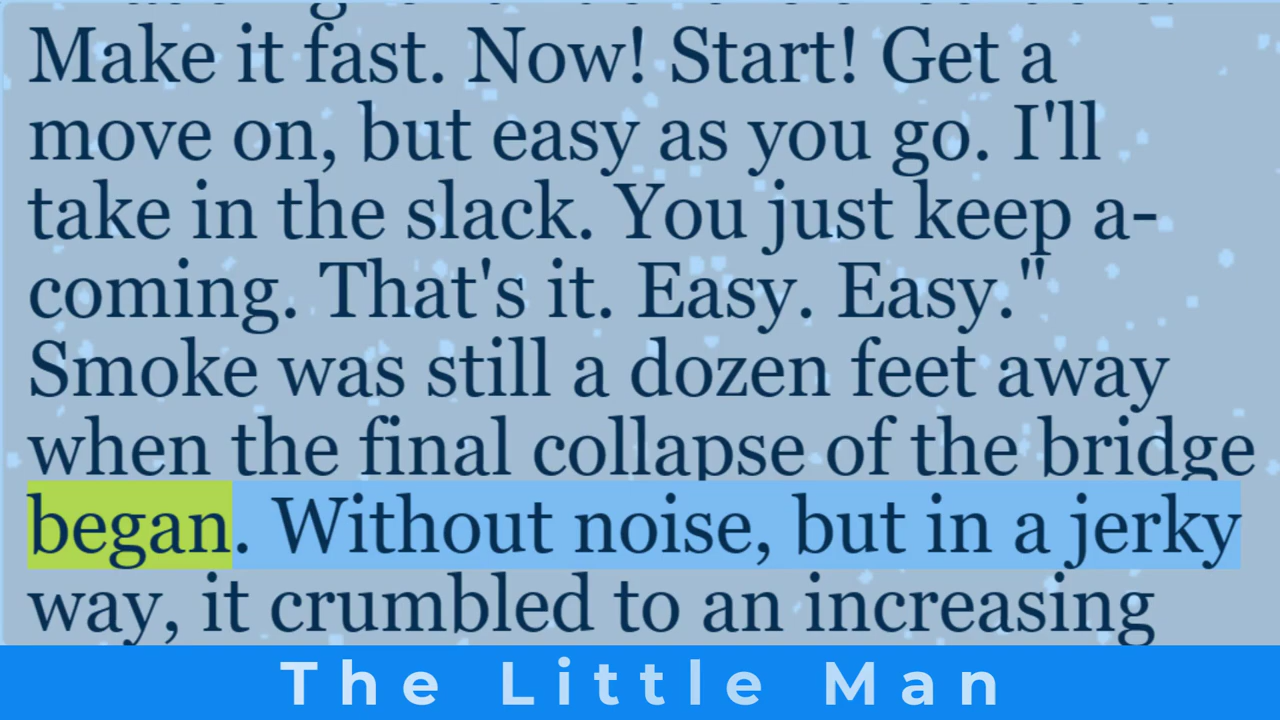 Make it fast. Now! Start! Get a
move on, but easy as you go. I'll
take in the slack. You just keep a-
coming. That's it. Easy. Easy."
Smoke was still a dozen feet away
when the final collapse of the bridge
began. Without noise, but in a jerky
way, it crumbled to an increasing
The Little Man